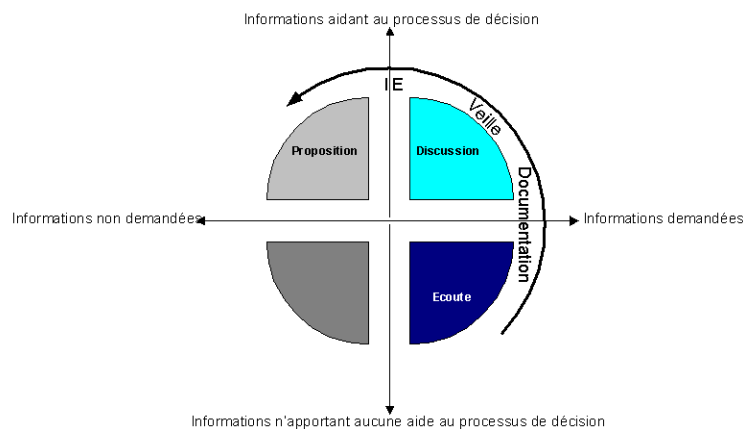 Informations aidant au processus de décision
IE
Veille
Proposition
Discussion
Documentation
Informations non demandées
Informations demandées
Ecoute
Informations n'apportant aucune aide au processus de décision